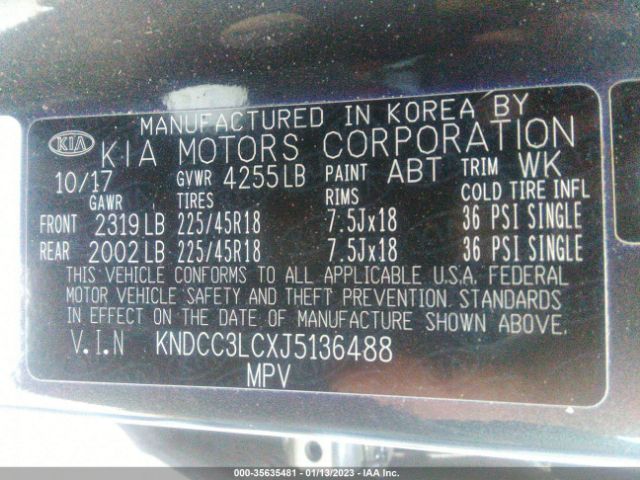 MANUFACTURED IN KOREA BY
KIA KIA MOTORS CORPORATION
10/17 GVWR 4255LB PAINT ABT TRIM WK
GAWR TIRES RIMS COLD TIRE INFL
FRONT 2319LB 225/45R18 7.5Jx18 36 PSI SINGLE
REAR 2002LB 225/45R18 7.5Jx18 36 PSI SINGLE
THIS VEHICLE CONFORMS TO ALL APPLICABLE U.S.A. FEDERAL
MOTOR VEHICLE SAFETY AND THEFT PREVENTION STANDARDS
IN EFFECT ON THE DATE OF MANUFACTURE SHOWN ABOVE.
V.I.N KNDCC3LCXJ5136488
MPV
000-35635481 - 01/13/2023 - IAA Inc.